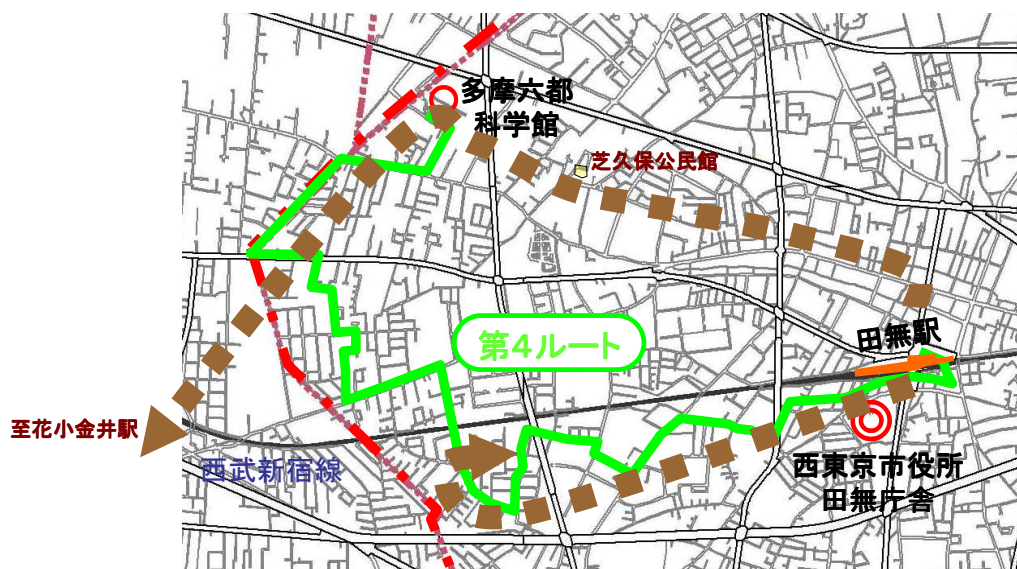 多摩六都
科学館
芝久保公民館
田無駅
第4ルート
至花小金井駅
西武新宿線
西東京市役所
田無庁舎